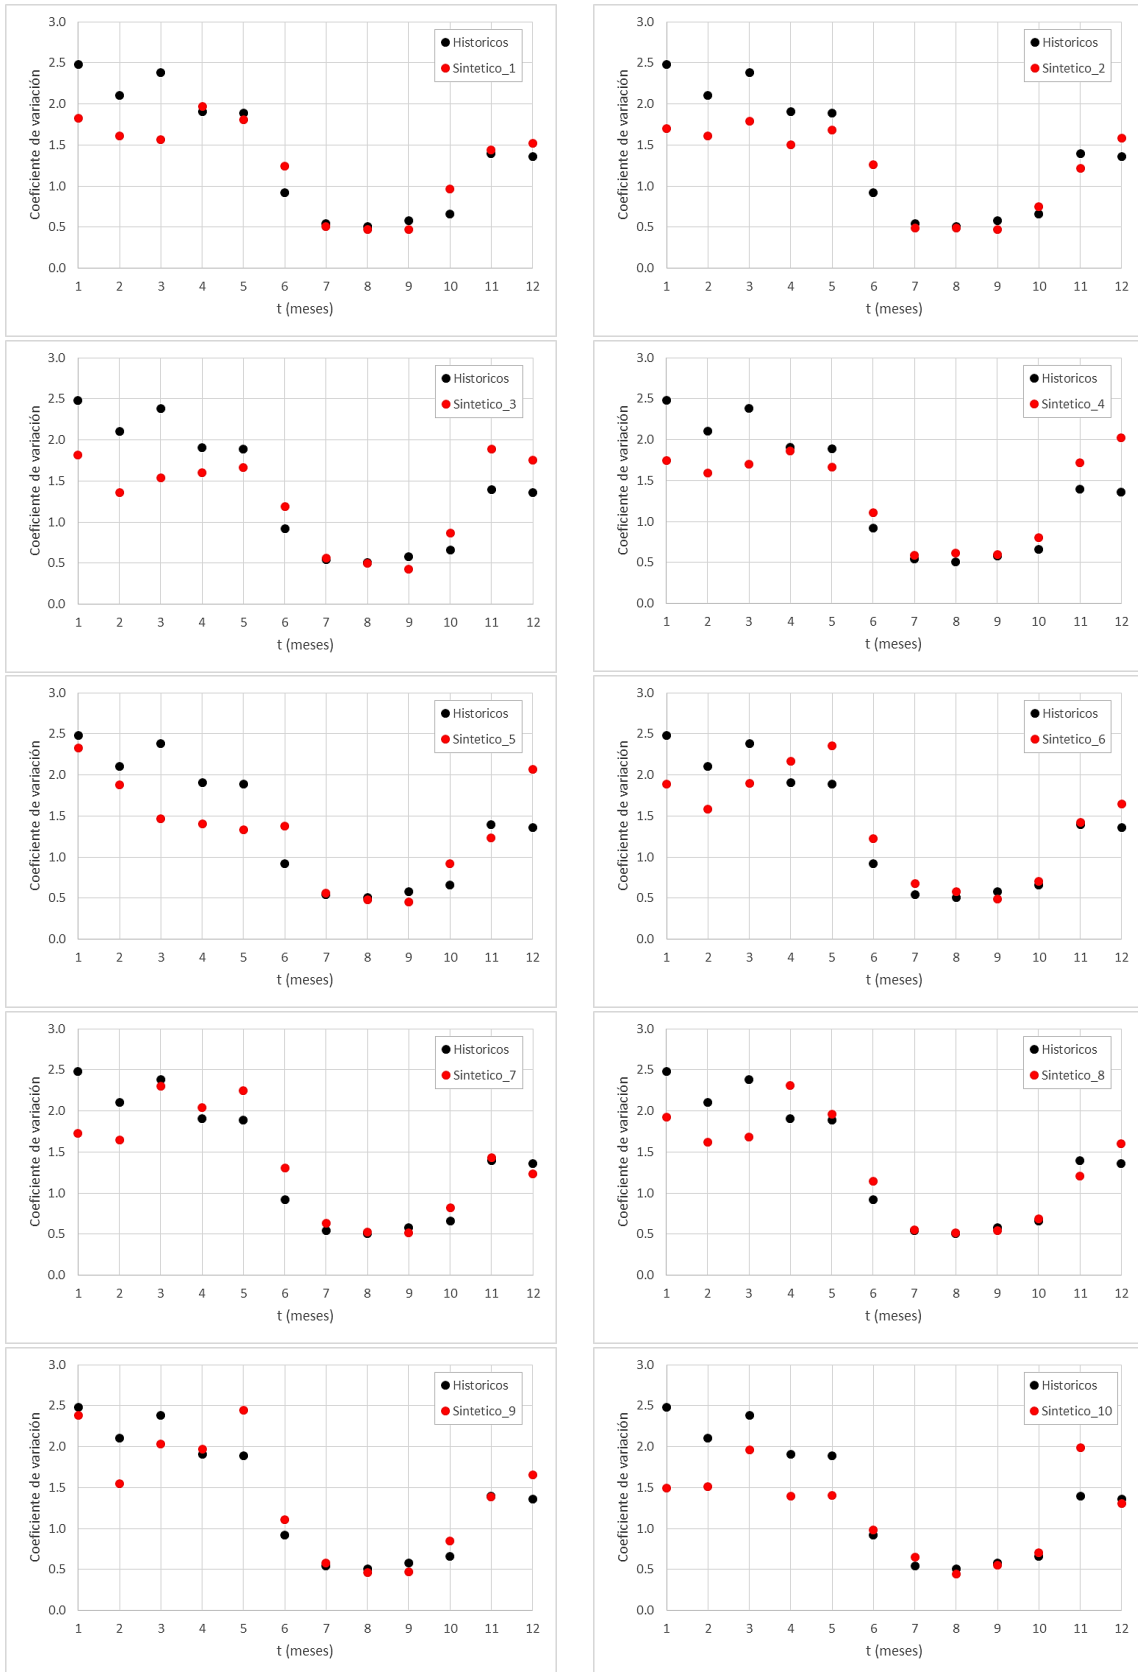 3.0
2.5
2.0
1.5
1.0
0.5
0.0
Coeficiente de variación
Historicos
Sintetico_1
1 2 3 4 5 6 7 8 9 10 11 12
t (meses)
3.0
2.5
2.0
1.5
1.0
0.5
0.0
Coeficiente de variación
Historicos
Sintetico_2
1 2 3 4 5 6 7 8 9 10 11 12
t (meses)
3.0
2.5
2.0
1.5
1.0
0.5
0.0
Coeficiente de variación
Historicos
Sintetico_3
1 2 3 4 5 6 7 8 9 10 11 12
t (meses)
3.0
2.5
2.0
1.5
1.0
0.5
0.0
Coeficiente de variación
Historicos
Sintetico_4
1 2 3 4 5 6 7 8 9 10 11 12
t (meses)
3.0
2.5
2.0
1.5
1.0
0.5
0.0
Coeficiente de variación
Historicos
Sintetico_5
1 2 3 4 5 6 7 8 9 10 11 12
t (meses)
3.0
2.5
2.0
1.5
1.0
0.5
0.0
Coeficiente de variación
Historicos
Sintetico_6
1 2 3 4 5 6 7 8 9 10 11 12
t (meses)
3.0
2.5
2.0
1.5
1.0
0.5
0.0
Coeficiente de variación
Historicos
Sintetico_7
1 2 3 4 5 6 7 8 9 10 11 12
t (meses)
3.0
2.5
2.0
1.5
1.0
0.5
0.0
Coeficiente de variación
Historicos
Sintetico_8
1 2 3 4 5 6 7 8 9 10 11 12
t (meses)
3.0
2.5
2.0
1.5
1.0
0.5
0.0
Coeficiente de variación
Historicos
Sintetico_9
1 2 3 4 5 6 7 8 9 10 11 12
t (meses)
3.0
2.5
2.0
1.5
1.0
0.5
0.0
Coeficiente de variación
Historicos
Sintetico_10
1 2 3 4 5 6 7 8 9 10 11 12
t (meses)